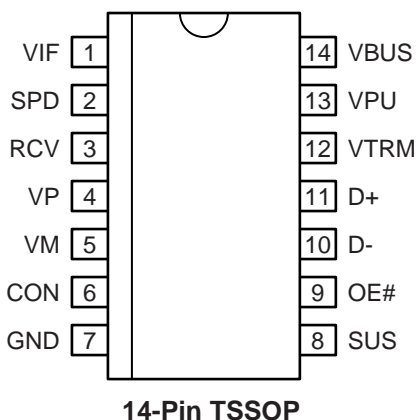 VIF 1 14 VBUS
SPD 2 13 VPU
RCV 3 12 VTRM
VP 4 11 D+
VM 5 10 D-
CON 6 9 OE#
GND 7 8 SUS
14-Pin TSSOP